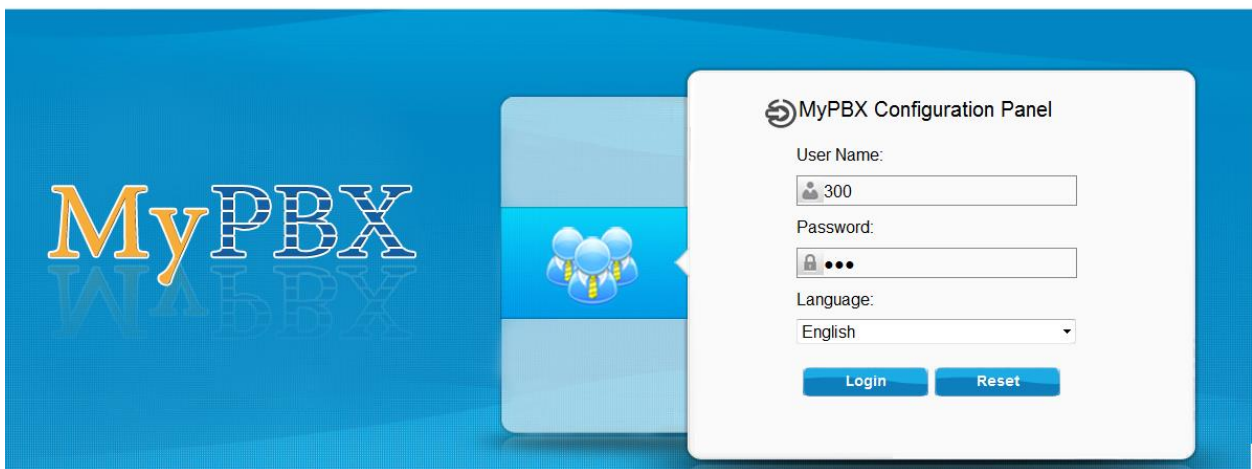 MyPBX
MyPBX Configuration Panel
User Name:
300
Password:
●●●
Language:
English
Login
Reset